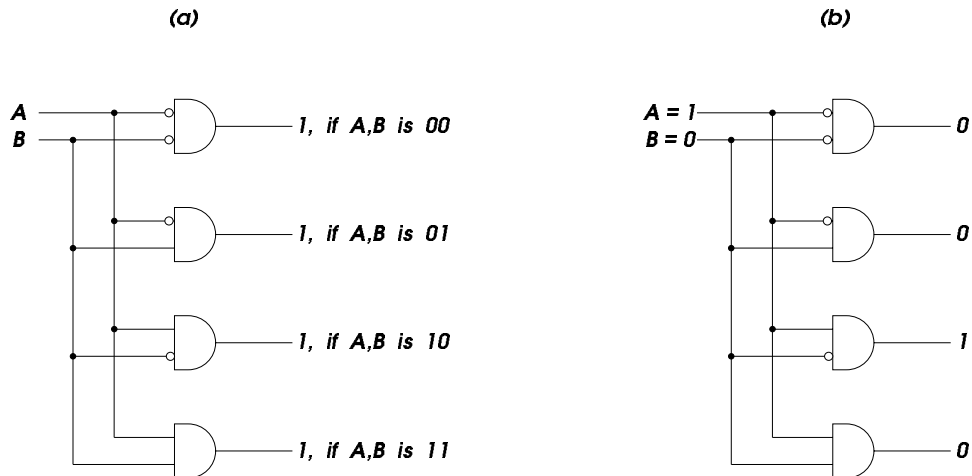 (a)
A
B
1, if A,B is 00
1, if A,B is 01
1, if A,B is 10
1, if A,B is 11
(b)
A = 1
B = 0
0
0
1
0